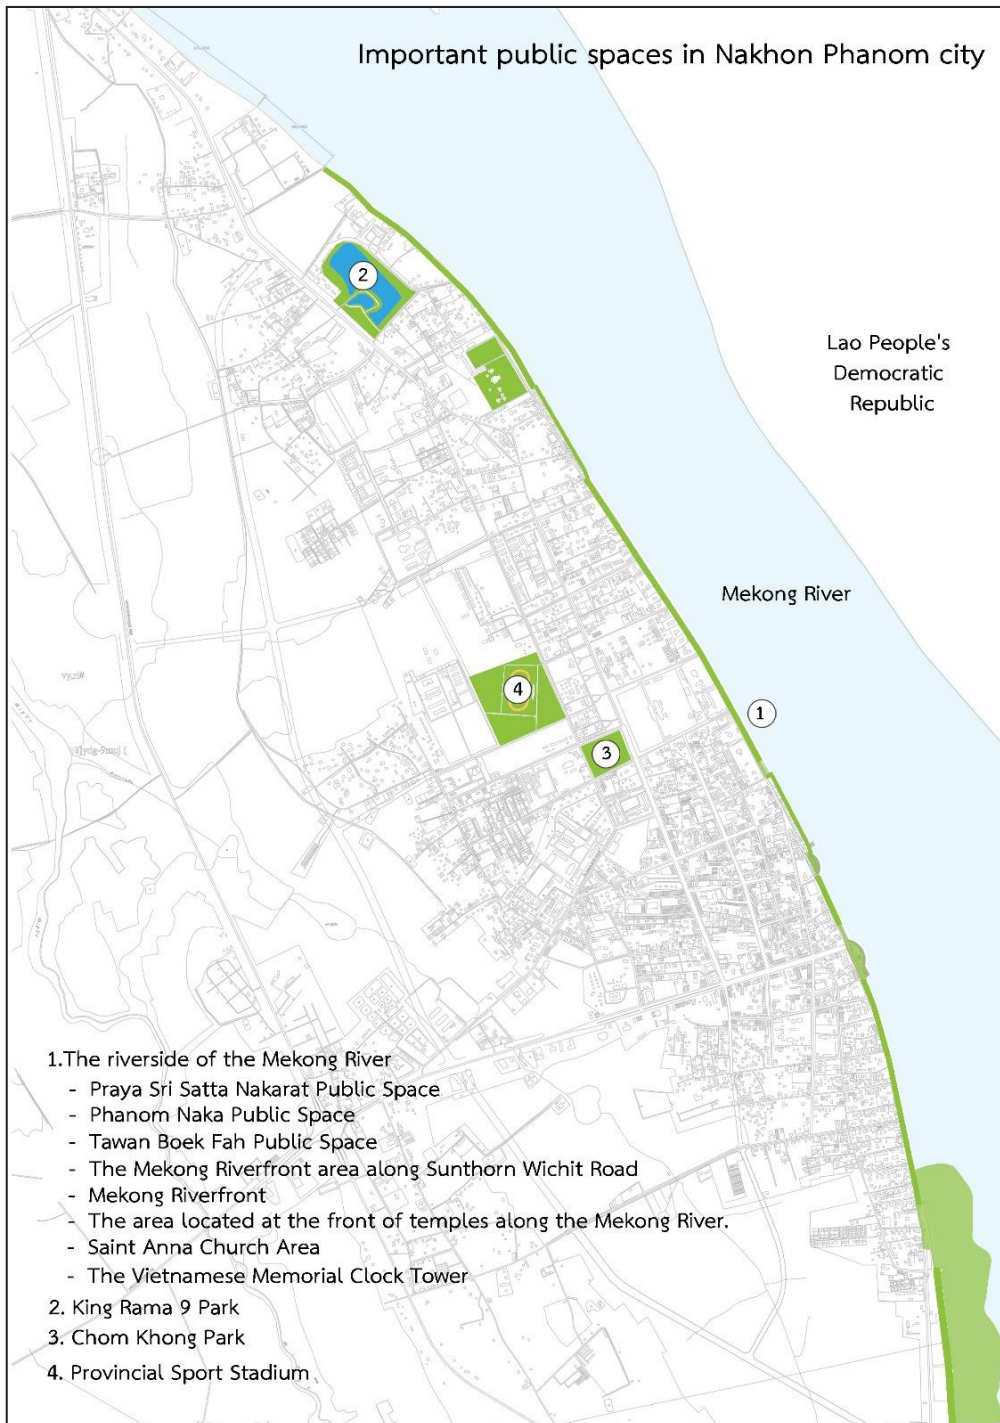 Important public spaces in Nakhon Phanom city
2
Lao People's
Democratic
Republic
Mekong River
4
1
3
1.The riverside of the Mekong River
- Praya Sri Satta Nakarat Public Space
- Phanom Naka Public Space
- Tawan Boek Fah Public Space
- The Mekong Riverfront area along Sunthorn Wichit Road
- Mekong Riverfront
- The area located at the front of temples along the Mekong River.
- Saint Anna Church Area
- The Vietnamese Memorial Clock Tower
2. King Rama 9 Park
3. Chom Khong Park
4. Provincial Sport Stadium